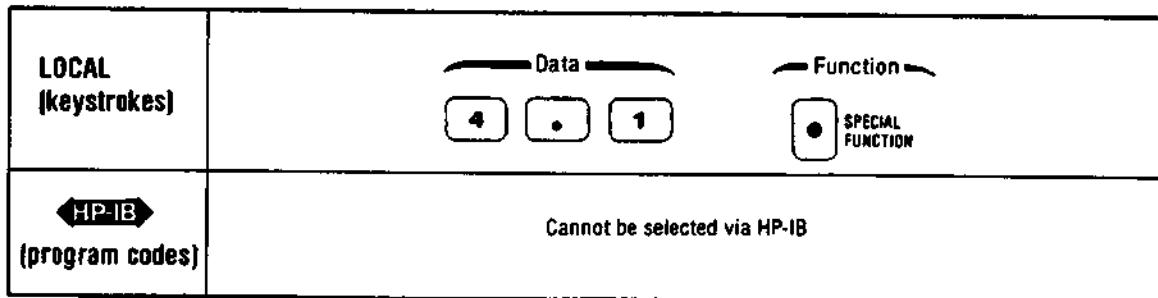 LOCAL
(keystrokes)
Data
Function
4 . 1
SPECIAL
FUNCTION
HP-IB
(program codes)
Cannot be selected via HP-IB